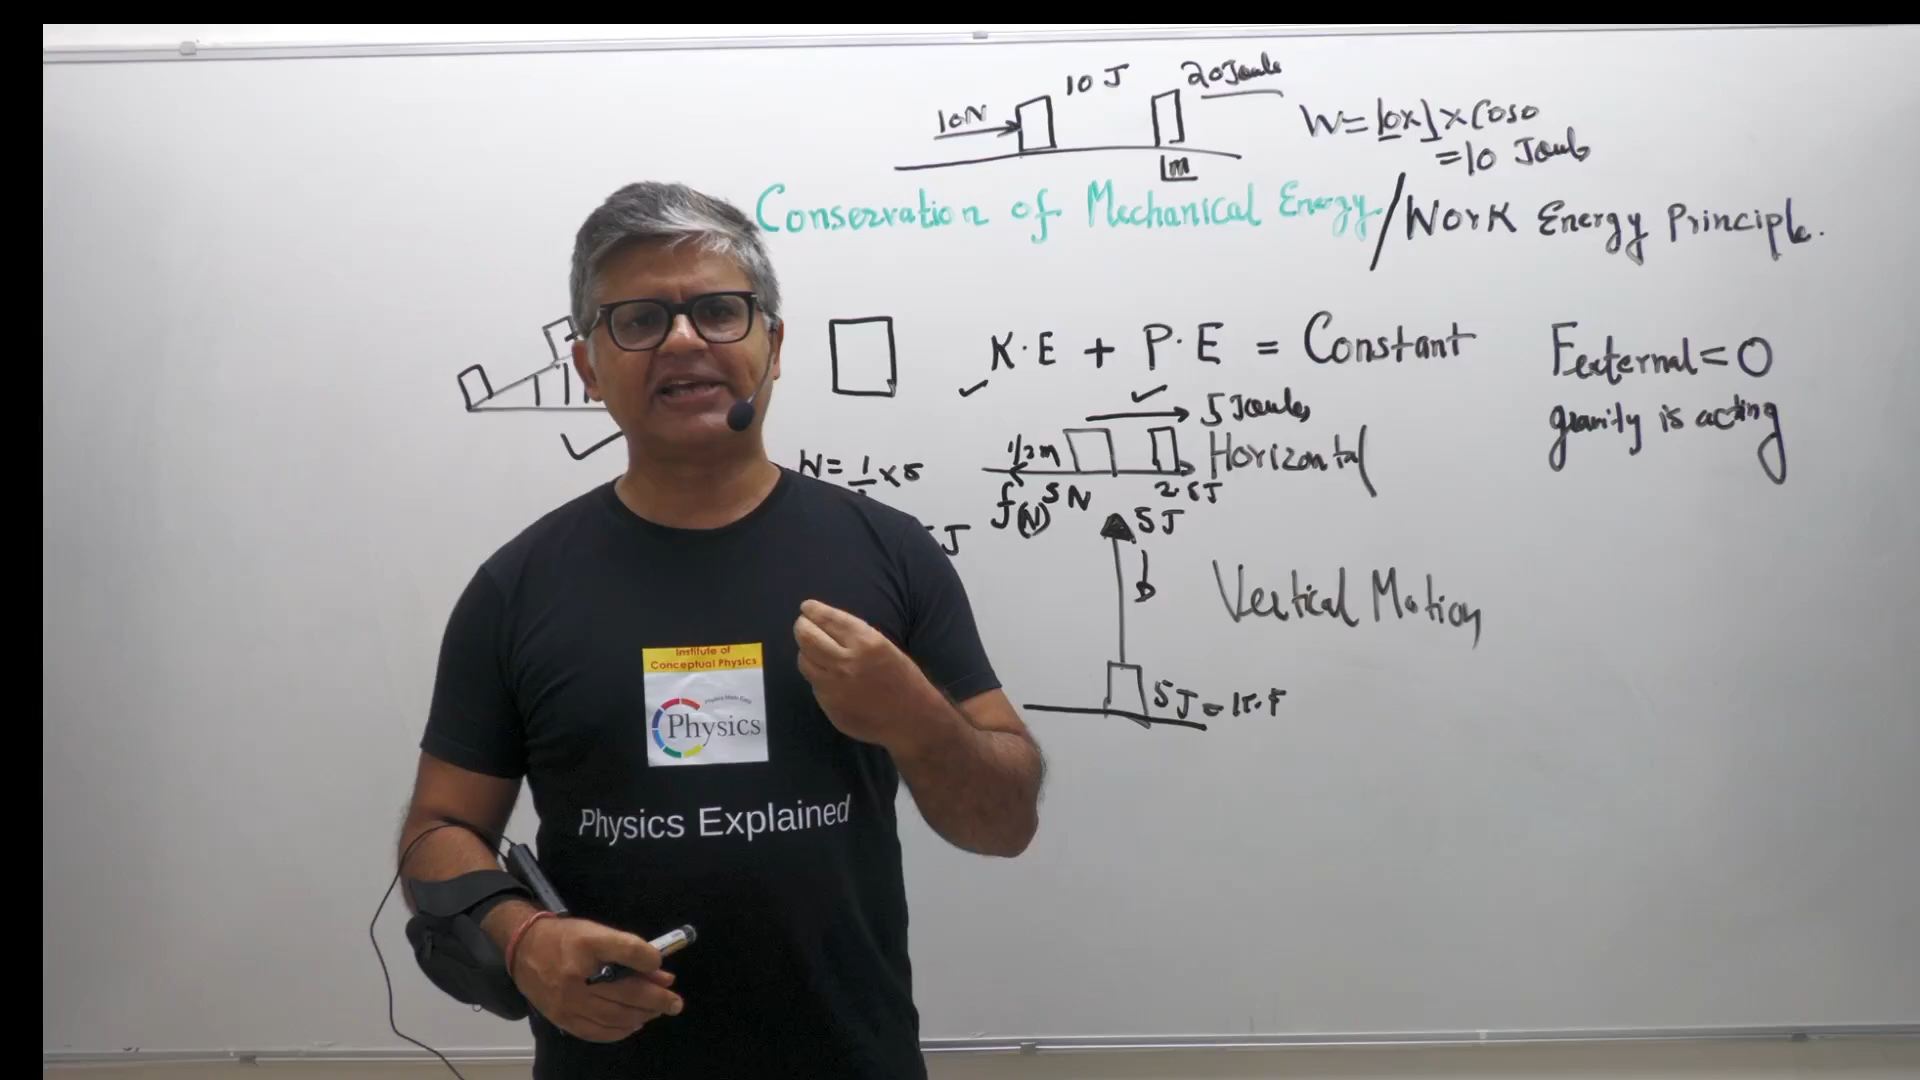 10N
10 J
20 Joule
1m
W = 10 x 1 x Cos0
= 10 Joule
Conservation of Mechanical Energy / Work Energy Principle.
K.E + P.E = Constant
Fexternal = 0
gravity is acting
5 Joules
Horizontal
1/2 m
5 N
f(N)
2.5J
5 J
Vertical Motion
5 J = K.E
Institute of
Conceptual Physics
Physics
Physics Explained